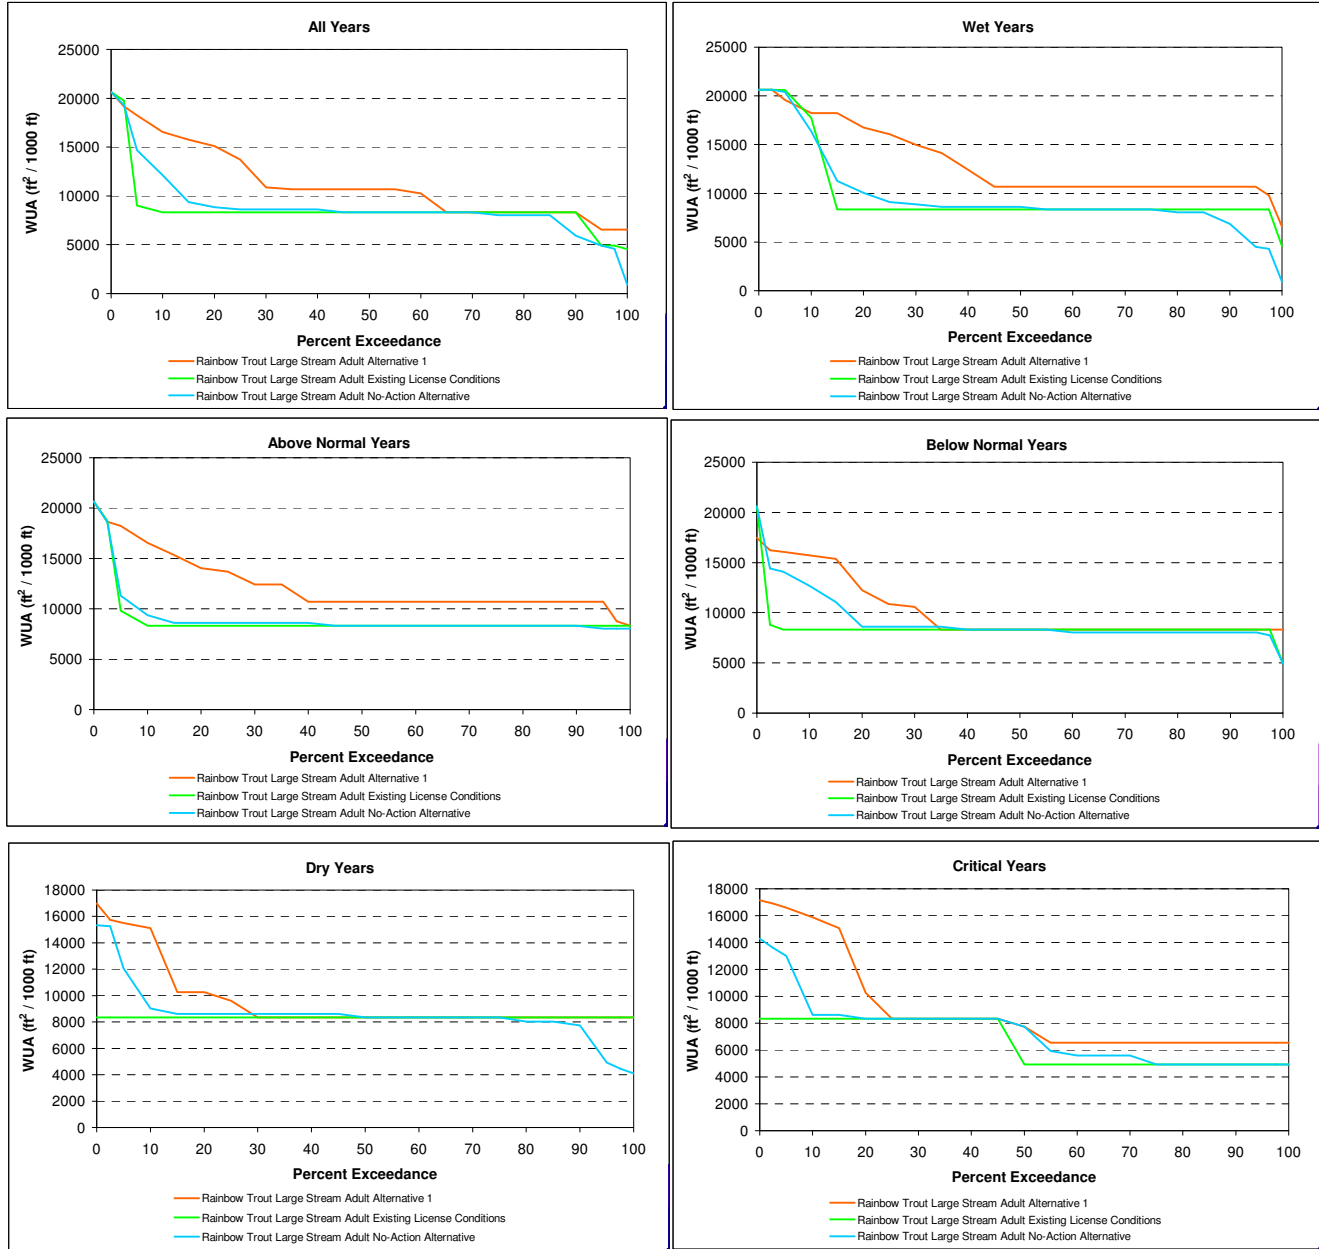 All Years
25000
20000
15000
10000
5000
0
WUA (ft² / 1000 ft)
0 10 20 30 40 50 60 70 80 90 100
Percent Exceedance
Rainbow Trout Large Stream Adult Alternative 1
Rainbow Trout Large Stream Adult Existing License Conditions
Rainbow Trout Large Stream Adult No-Action Alternative
Wet Years
25000
20000
15000
10000
5000
0
WUA (ft² / 1000 ft)
0 10 20 30 40 50 60 70 80 90 100
Percent Exceedance
Rainbow Trout Large Stream Adult Alternative 1
Rainbow Trout Large Stream Adult Existing License Conditions
Rainbow Trout Large Stream Adult No-Action Alternative
Above Normal Years
25000
20000
15000
10000
5000
0
WUA (ft² / 1000 ft)
0 10 20 30 40 50 60 70 80 90 100
Percent Exceedance
Rainbow Trout Large Stream Adult Alternative 1
Rainbow Trout Large Stream Adult Existing License Conditions
Rainbow Trout Large Stream Adult No-Action Alternative
Below Normal Years
25000
20000
15000
10000
5000
0
WUA (ft² / 1000 ft)
0 10 20 30 40 50 60 70 80 90 100
Percent Exceedance
Rainbow Trout Large Stream Adult Alternative 1
Rainbow Trout Large Stream Adult Existing License Conditions
Rainbow Trout Large Stream Adult No-Action Alternative
Dry Years
18000
16000
14000
12000
10000
8000
6000
4000
2000
0
WUA (ft² / 1000 ft)
0 10 20 30 40 50 60 70 80 90 100
Percent Exceedance
Rainbow Trout Large Stream Adult Alternative 1
Rainbow Trout Large Stream Adult Existing License Conditions
Rainbow Trout Large Stream Adult No-Action Alternative
Critical Years
18000
16000
14000
12000
10000
8000
6000
4000
2000
0
WUA (ft² / 1000 ft)
0 10 20 30 40 50 60 70 80 90 100
Percent Exceedance
Rainbow Trout Large Stream Adult Alternative 1
Rainbow Trout Large Stream Adult Existing License Conditions
Rainbow Trout Large Stream Adult No-Action Alternative